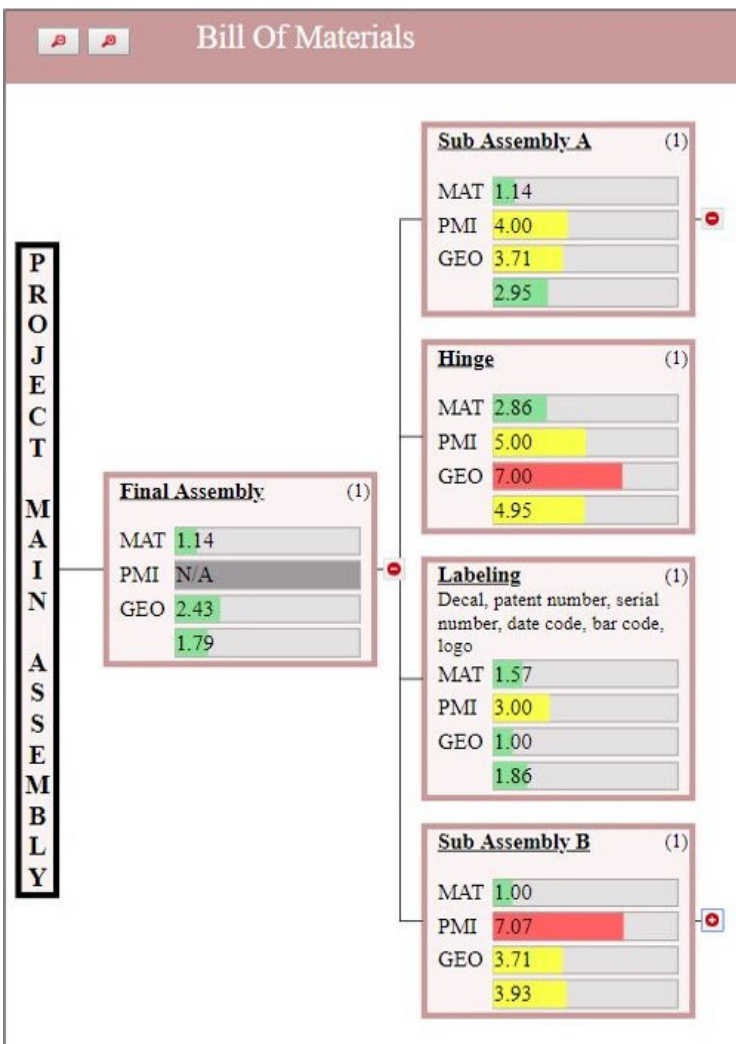 Bill Of Materials
PROJECT MAIN ASSEMBLY
Final Assembly (1)
MAT 1.14
PMI N/A
GEO 2.43
1.79
Sub Assembly A (1)
MAT 1.14
PMI 4.00
GEO 3.71
2.95
Hinge (1)
MAT 2.86
PMI 5.00
GEO 7.00
4.95
Labeling (1)
Decal, patent number, serial
number, date code, bar code,
logo
MAT 1.57
PMI 3.00
GEO 1.00
1.86
Sub Assembly B (1)
MAT 1.00
PMI 7.07
GEO 3.71
3.93